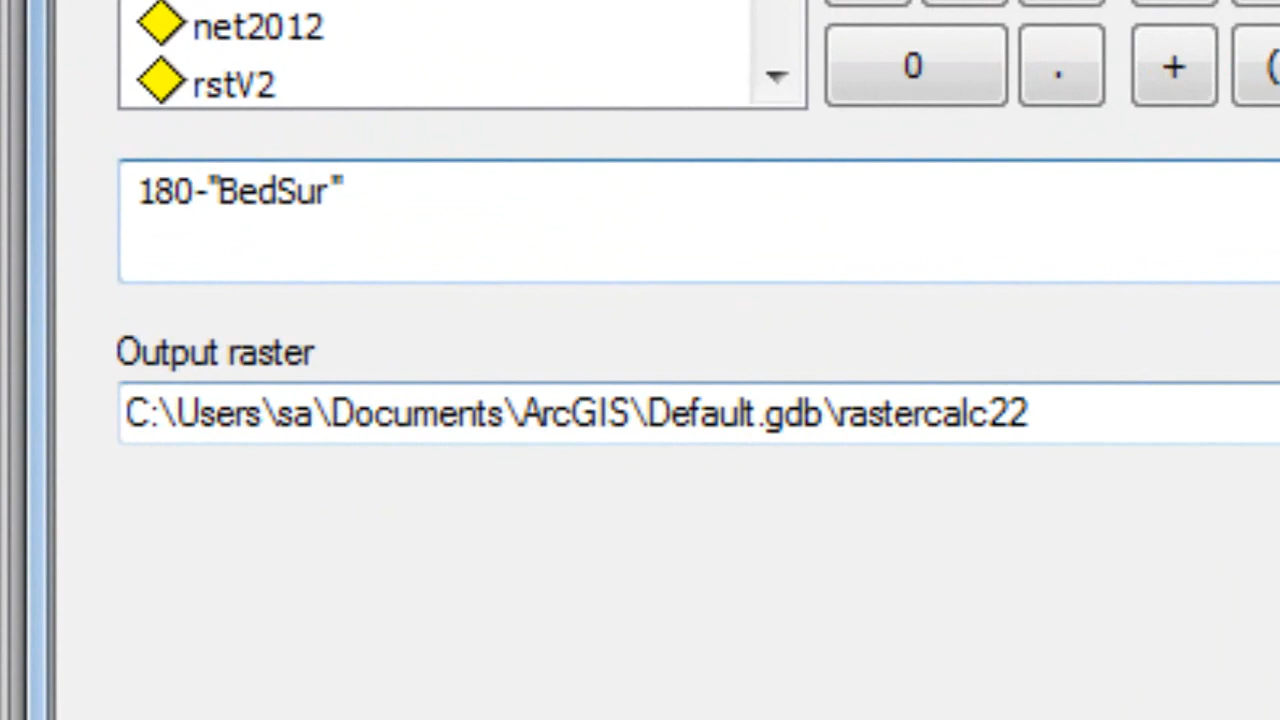 net2012
rstV2
0 . + (
180-"BedSur"
Output raster
C:\Users\sa\Documents\ArcGIS\Default.gdb\rastercalc22